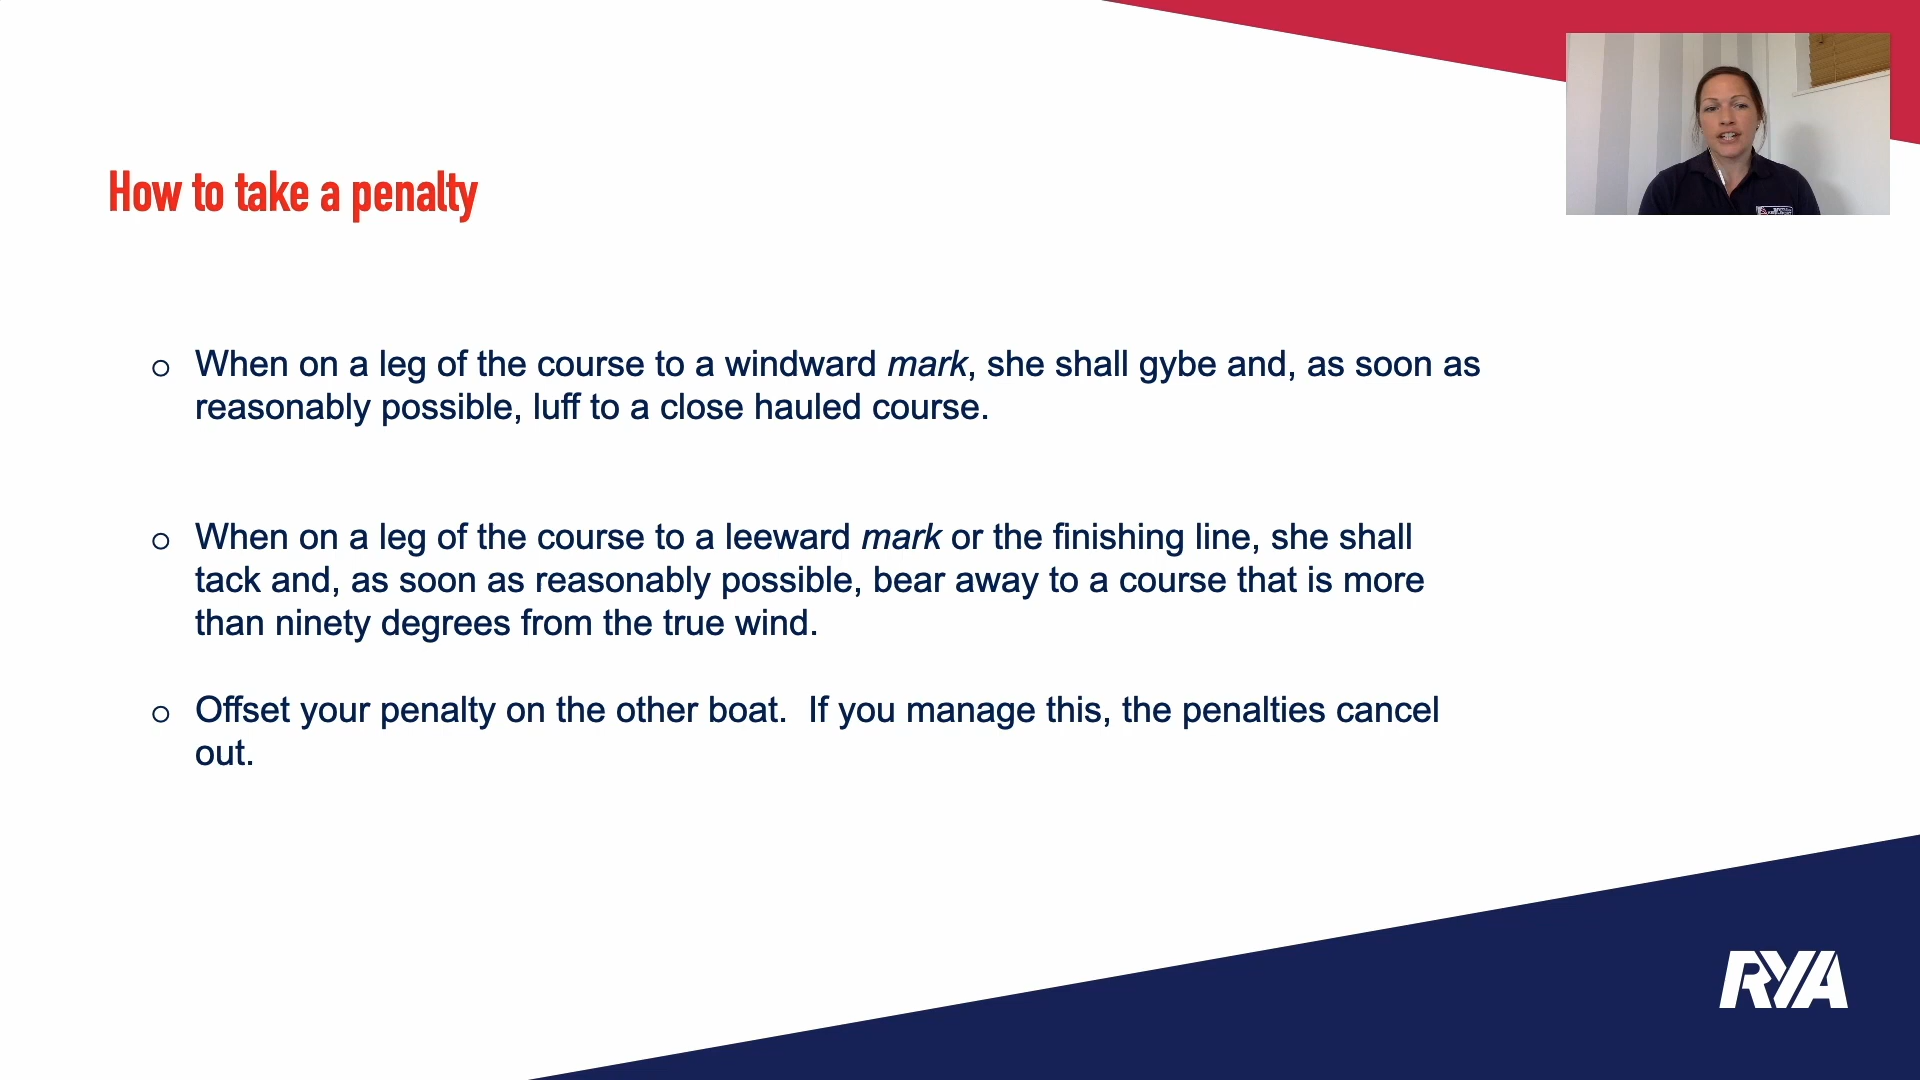 How to take a penalty
o When on a leg of the course to a windward mark, she shall gybe and, as soon as
reasonably possible, luff to a close hauled course.
o When on a leg of the course to a leeward mark or the finishing line, she shall
tack and, as soon as reasonably possible, bear away to a course that is more
than ninety degrees from the true wind.
o Offset your penalty on the other boat.  If you manage this, the penalties cancel
out.
RYA